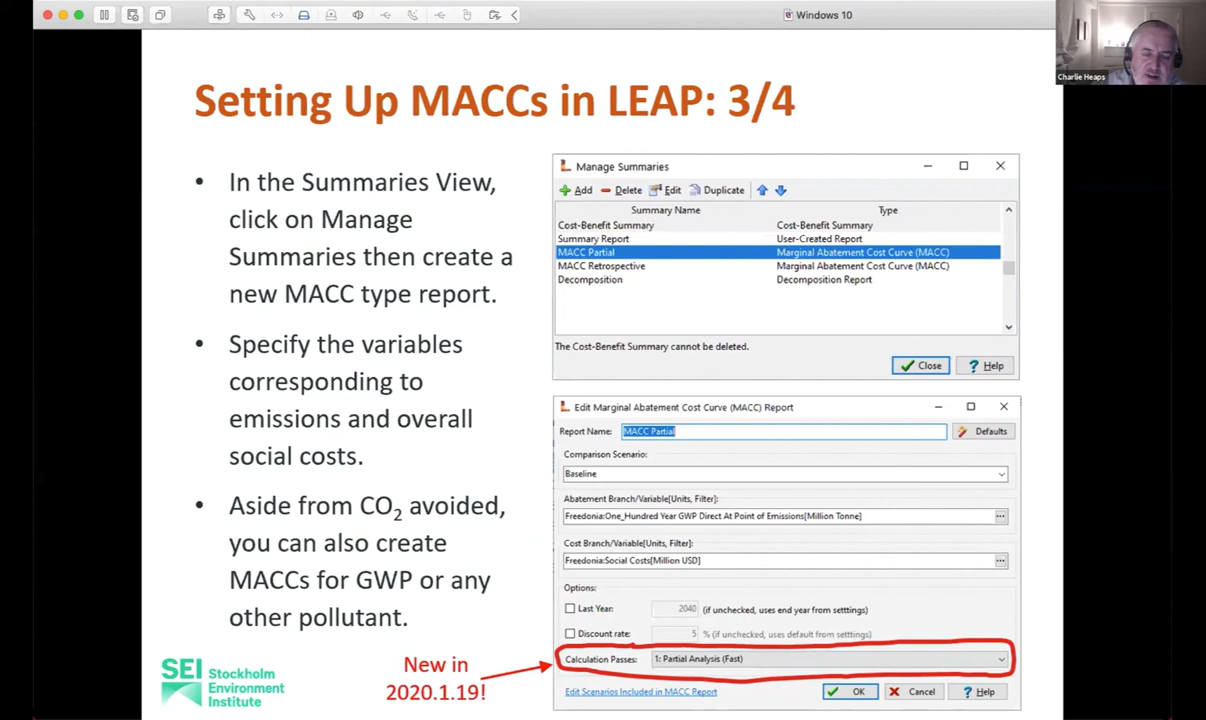 Windows 10
Charlie Heaps
Setting Up MACCs in LEAP: 3/4
• In the Summaries View,
click on Manage
Summaries then create a
new MACC type report.
• Specify the variables
corresponding to
emissions and overall
social costs.
• Aside from CO₂ avoided,
you can also create
MACCs for GWP or any
other pollutant.
New in
2020.1.19!
SEI Stockholm
Environment
Institute
Manage Summaries
Add Delete Edit Duplicate
Summary Name Type
Cost-Benefit Summary Cost-Benefit Summary
Summary Report User-Created Report
MACC Partial Marginal Abatement Cost Curve (MACC)
MACC Retrospective Marginal Abatement Cost Curve (MACC)
Decomposition Decomposition Report
The Cost-Benefit Summary cannot be deleted.
Close ? Help
Edit Marginal Abatement Cost Curve (MACC) Report
Report Name: MACC Partial Defaults
Comparison Scenario:
Baseline
Abatement Branch/Variable[Units, Filter]:
Freedonia:One_Hundred Year GWP Direct At Point of Emissions[Million Tonne] ...
Cost Branch/Variable[Units, Filter]:
Freedonia:Social Costs[Million USD] ...
Options:
Last Year: 2040 (if unchecked, uses end year from setttings)
Discount rate: 5 % (if unchecked, uses default from setttings)
Calculation Passes: 1: Partial Analysis (Fast)
Edit Scenarios Included in MACC Report OK Cancel ? Help